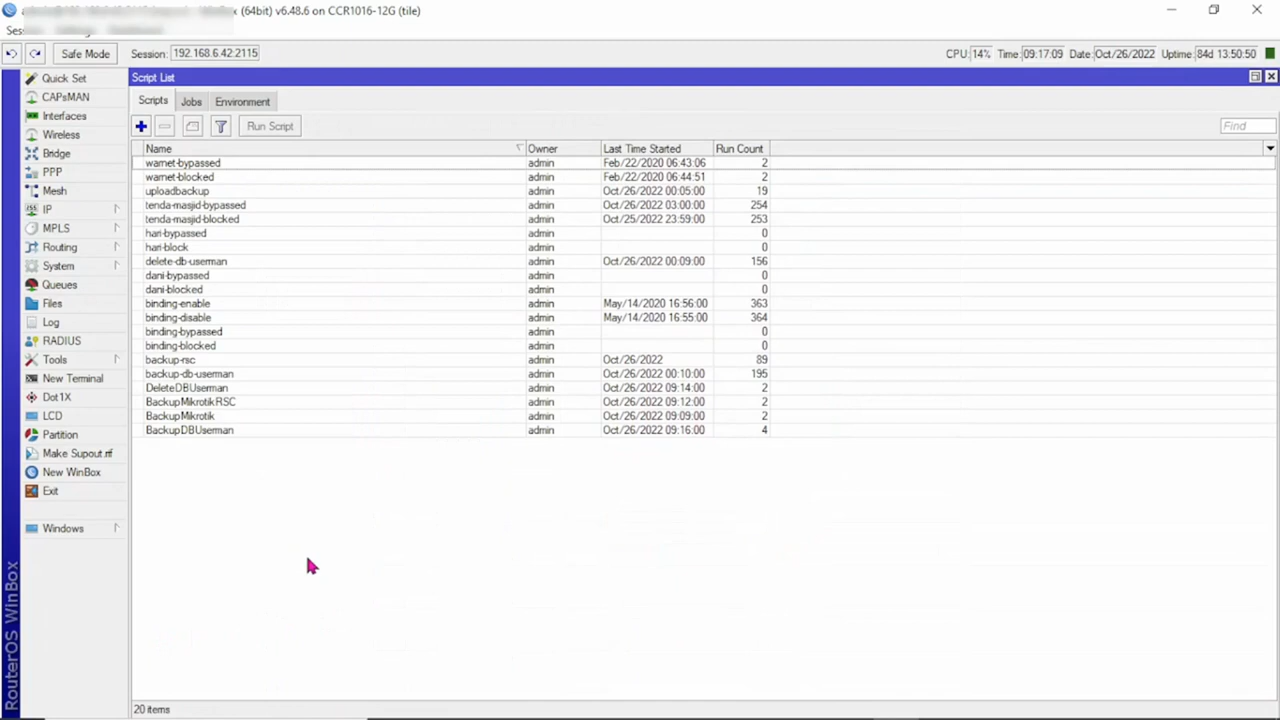 (64bit) v6.48.6 on CCR1016-12G (tile)
Safe Mode Session: 192.168.6.42:2115 CPU: 14% Time: 09:17:09 Date: Oct/26/2022 Uptime: 84d 13:50:50
Quick Set
CAPsMAN
Interfaces
Wireless
Bridge
PPP
Mesh
IP
MPLS
Routing
System
Queues
Files
Log
RADIUS
Tools
New Terminal
Dot1X
LCD
Partition
Make Supout.rif
New WinBox
Exit
Windows
RouterOS WinBox
Script List
Scripts Jobs Environment
Run Script Find
Name Owner Last Time Started Run Count
warnet-bypassed admin Feb/22/2020 06:43:06 2
warnet-blocked admin Feb/22/2020 06:44:51 2
uploadbackup admin Oct/26/2022 00:05:00 19
tenda-masjid-bypassed admin Oct/26/2022 03:00:00 254
tenda-masjid-blocked admin Oct/25/2022 23:59:00 253
hari-bypassed admin 0
hari-block admin 0
delete-db-userman admin Oct/26/2022 00:09:00 156
dani-bypassed admin 0
dani-blocked admin 0
binding-enable admin May/14/2020 16:56:00 363
binding-disable admin May/14/2020 16:55:00 364
binding-bypassed admin 0
binding-blocked admin 0
backup-rsc admin Oct/26/2022 89
backup-db-userman admin Oct/26/2022 00:10:00 195
DeleteDBUserman admin Oct/26/2022 09:14:00 2
BackupMikrotikRSC admin Oct/26/2022 09:12:00 2
BackupMikrotik admin Oct/26/2022 09:09:00 2
BackupDBUserman admin Oct/26/2022 09:16:00 4
20 items